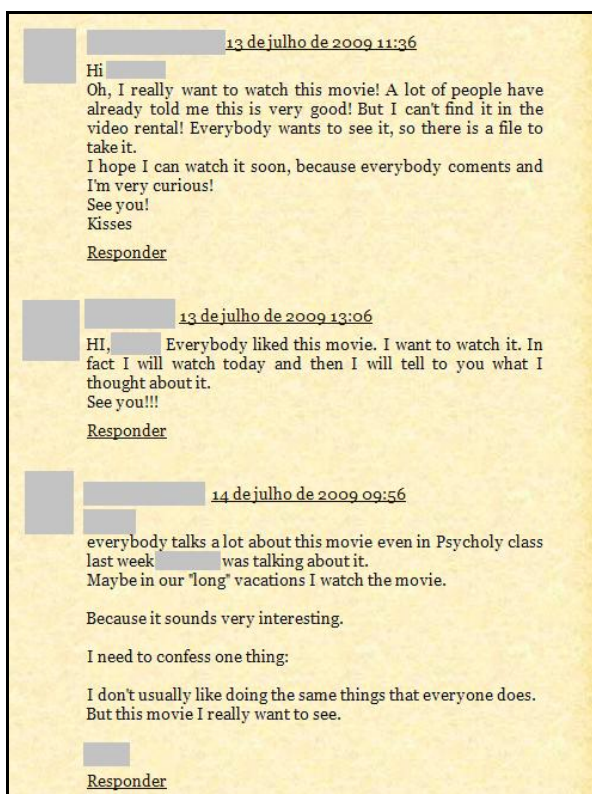 13 de julho de 2009 11:36
Hi
Oh, I really want to watch this movie! A lot of people have
already told me this is very good! But I can't find it in the
video rental! Everybody wants to see it, so there is a file to
take it.
I hope I can watch it soon, because everybody coments and
I'm very curious!
See you!
Kisses
Responder
13 de julho de 2009 13:06
HI, Everybody liked this movie. I want to watch it. In
fact I will watch today and then I will tell to you what I
thought about it.
See you!!!
Responder
14 de julho de 2009 09:56
everybody talks a lot about this movie even in Psycholy class
last week was talking about it.
Maybe in our "long" vacations I watch the movie.
Because it sounds very interesting.
I need to confess one thing:
I don't usually like doing the same things that everyone does.
But this movie I really want to see.
Responder